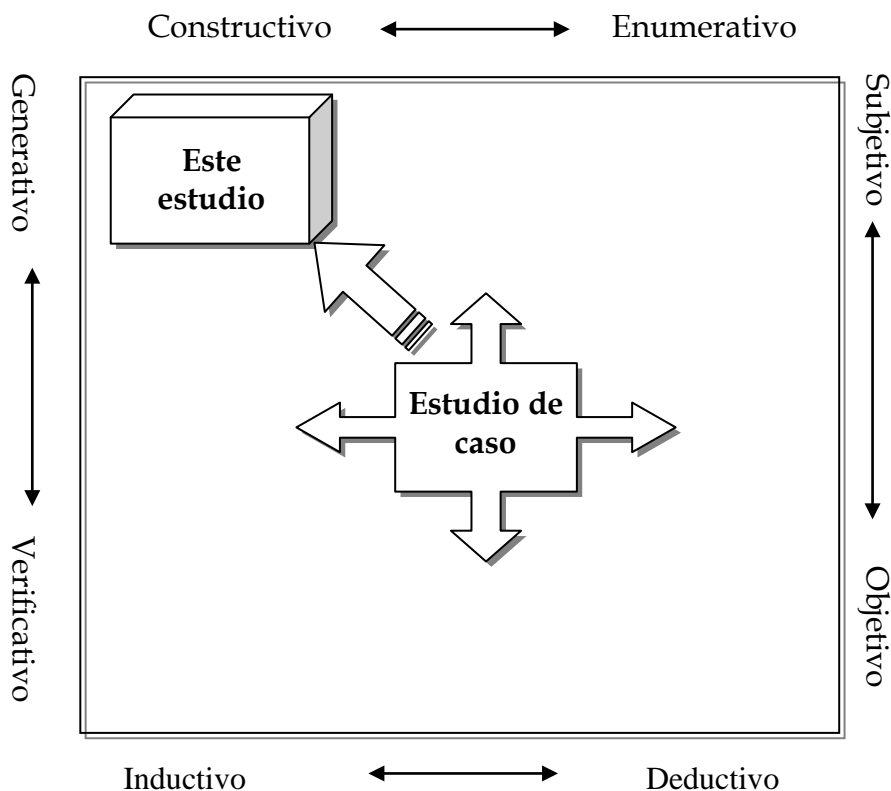 Constructivo Enumerativo
Generativo
Subjetivo
Este
estudio
Estudio de
caso
Verificativo
Objetivo
Inductivo Deductivo